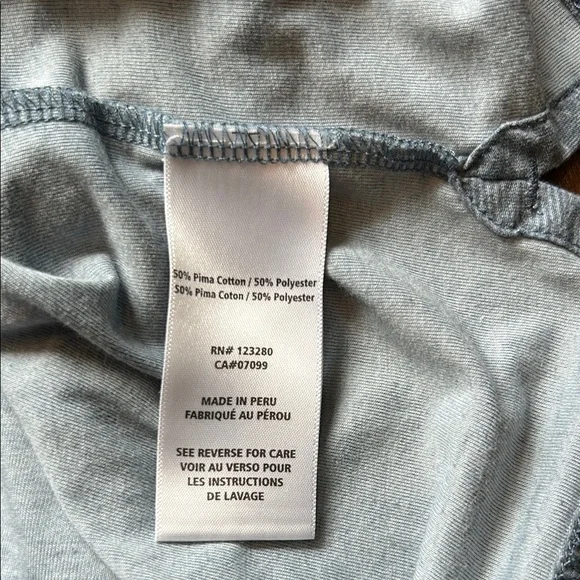 50% Pima Cotton / 50% Polyester
50% Pima Coton / 50% Polyester
RN# 123280
CA#07099
MADE IN PERU
FABRIQUÉ AU PÉROU
SEE REVERSE FOR CARE
VOIR AU VERSO POUR
LES INSTRUCTIONS
DE LAVAGE